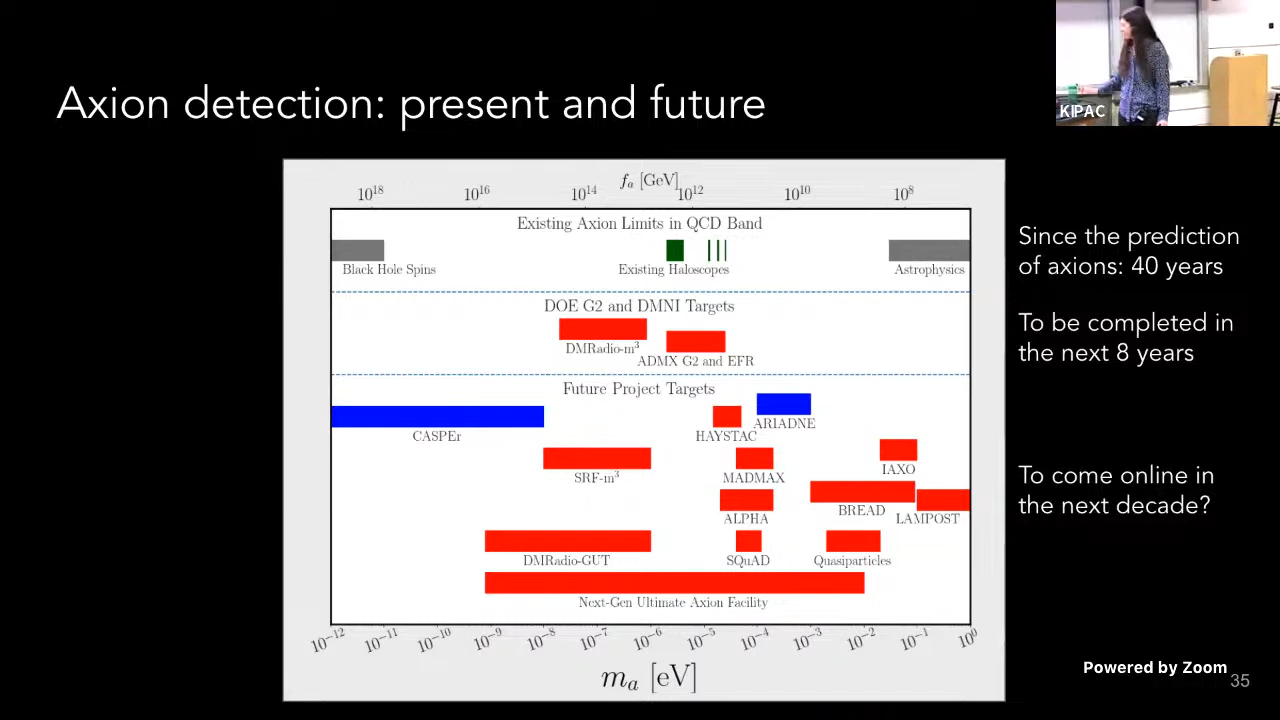 KIPAC
Axion detection: present and future
f_a [GeV]
10^18 10^16 10^14 10^12 10^10 10^8
Existing Axion Limits in QCD Band
Black Hole Spins
Existing Haloscopes
Astrophysics
Since the prediction
of axions: 40 years
DOE G2 and DMNI Targets
DMRadio-m^3
ADMX G2 and EFR
To be completed in
the next 8 years
Future Project Targets
ARIADNE
CASPEr
HAYSTAC
IAXO
SRF-m^3
MADMAX
BREAD
ALPHA
LAMPOST
To come online in
the next decade?
DMRadio-GUT
SQuAD
Quasiparticles
Next-Gen Ultimate Axion Facility
10^-12 10^-11 10^-10 10^-9 10^-8 10^-7 10^-6 10^-5 10^-4 10^-3 10^-2 10^-1 10^0
m_a [eV]
Powered by Zoom
35